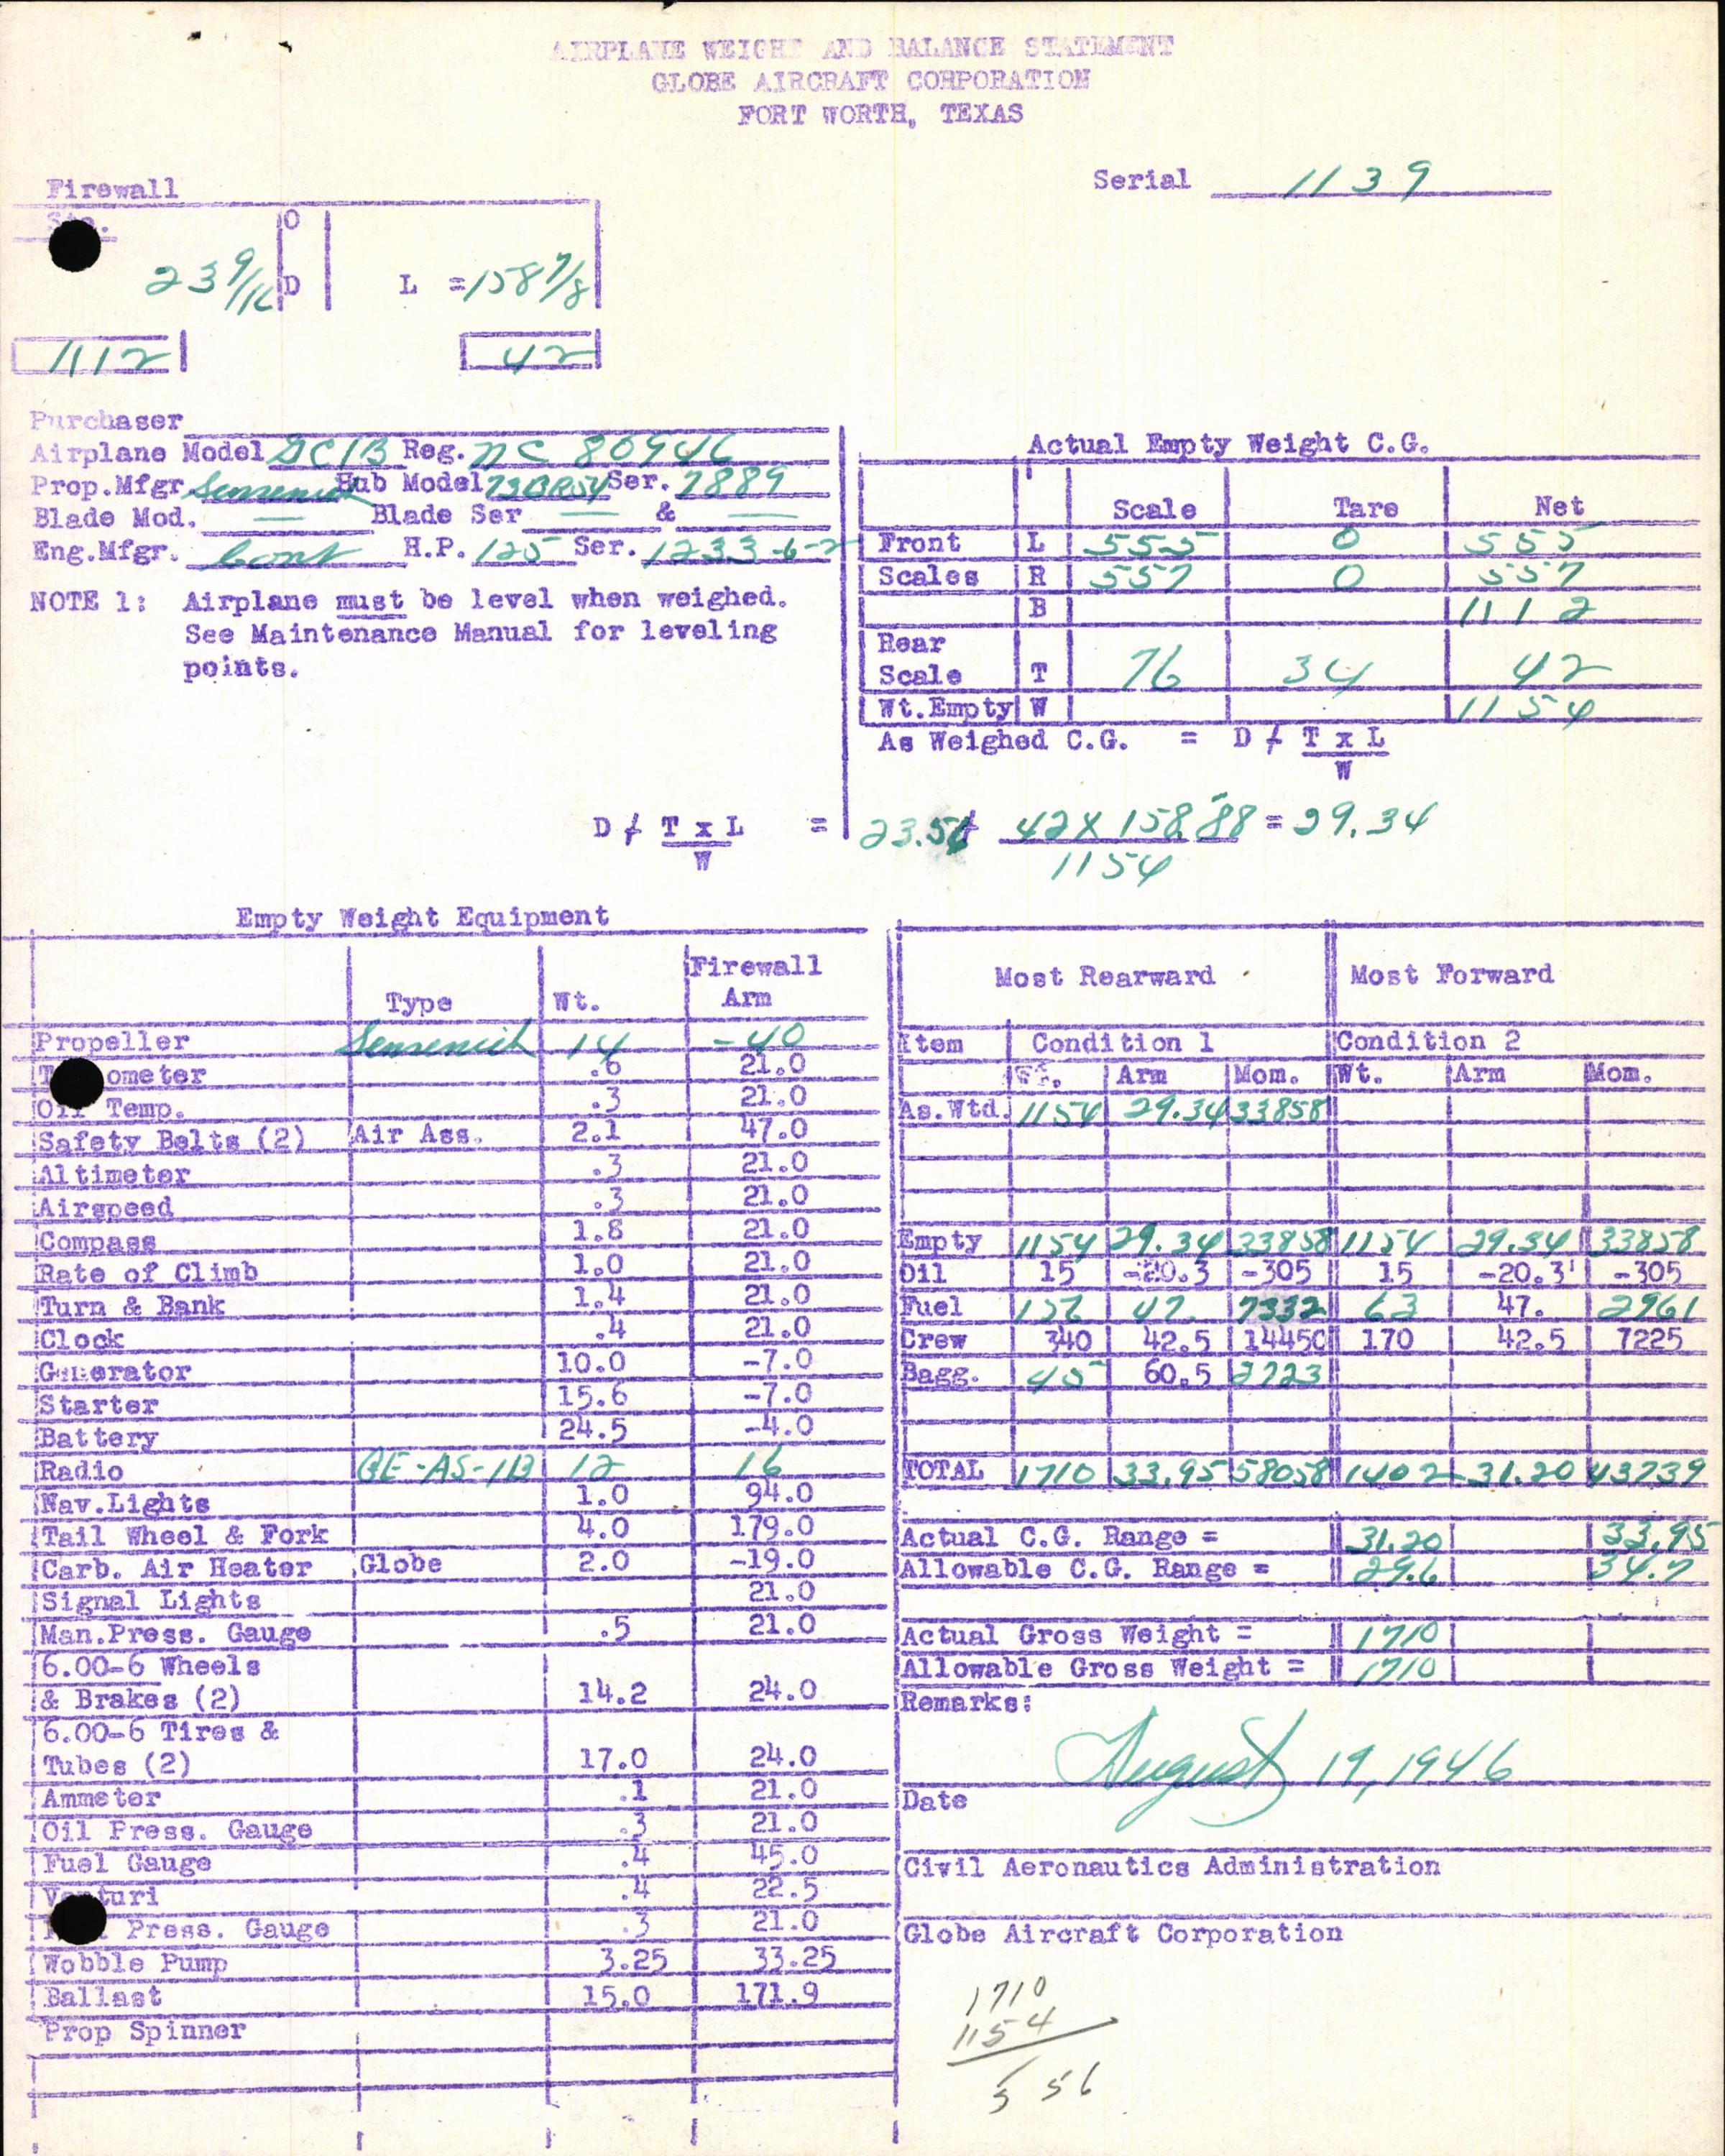 AIRPLANE WEIGHT AND BALANCE STATEMENT
GLOBE AIRCRAFT CORPORATION
FORT WORTH, TEXAS
Serial 1139
Firewall
Sta.
O
23 9/16 D L = 158 7/8
1112 42
Purchaser
Airplane Model GC1B Reg. NC 80946
Prop.Mfgr Sensenich Hub Model 73BR54 Ser. 7889
Blade Mod. — Blade Ser — & —
Eng.Mfgr. Cont H.P. 125 Ser. 1233-6-2
NOTE 1: Airplane must be level when weighed.
See Maintenance Manual for leveling
points.
Actual Empty Weight C.G.
Scale Tare Net
Front L 555 0 555
Scales R 557 0 557
B 1112
Rear
Scale T 76 34 42
Wt.Empty W 1154
As Weighed C.G. = D + T x L
W
D + T x L = 23.56 + 42 X 158.88 = 29.34
W 1154
Empty Weight Equipment
Type Wt. Firewall Arm
Propeller Sensenich 14 -40
ometer .6 21.0
Oil Temp. .3 21.0
Safety Belts (2) Air Ass. 2.1 47.0
Altimeter .3 21.0
Airspeed .3 21.0
Compass 1.8 21.0
Rate of Climb 1.0 21.0
Turn & Bank 1.4 21.0
Clock .4 21.0
Generator 10.0 -7.0
Starter 15.6 -7.0
Battery 24.5 -4.0
Radio GE-AS-1B 12 16
Nav.Lights 1.0 94.0
Tail Wheel & Fork 4.0 179.0
Carb. Air Heater Globe 2.0 -19.0
Signal Lights 21.0
Man.Press. Gauge .5 21.0
6.00-6 Wheels
& Brakes (2) 14.2 24.0
6.00-6 Tires &
Tubes (2) 17.0 24.0
Ammeter .1 21.0
Oil Press. Gauge .3 21.0
Fuel Gauge .4 45.0
Venturi .4 22.5
Press. Gauge .3 21.0
Wobble Pump 3.25 33.25
Ballast 15.0 171.9
Prop Spinner
Most Rearward Most Forward
Item Condition 1 Condition 2
Wt. Arm Mom. Wt. Arm Mom.
As.Wtd. 1154 29.34 33858
Empty 1154 29.34 33858 1154 29.34 33858
Oil 15 -20.3 -305 15 -20.3 -305
Fuel 156 47. 7332 63 47. 2961
Crew 340 42.5 14450 170 42.5 7225
Bagg. 45 60.5 2723
TOTAL 1710 33.95 58058 1402 31.20 43739
Actual C.G. Range = 31.20 33.95
Allowable C.G. Range = 29.6 34.7
Actual Gross Weight = 1710
Allowable Gross Weight = 1710
Remarks:
August 19, 1946
Date
Civil Aeronautics Administration
Globe Aircraft Corporation
1710
1154
556